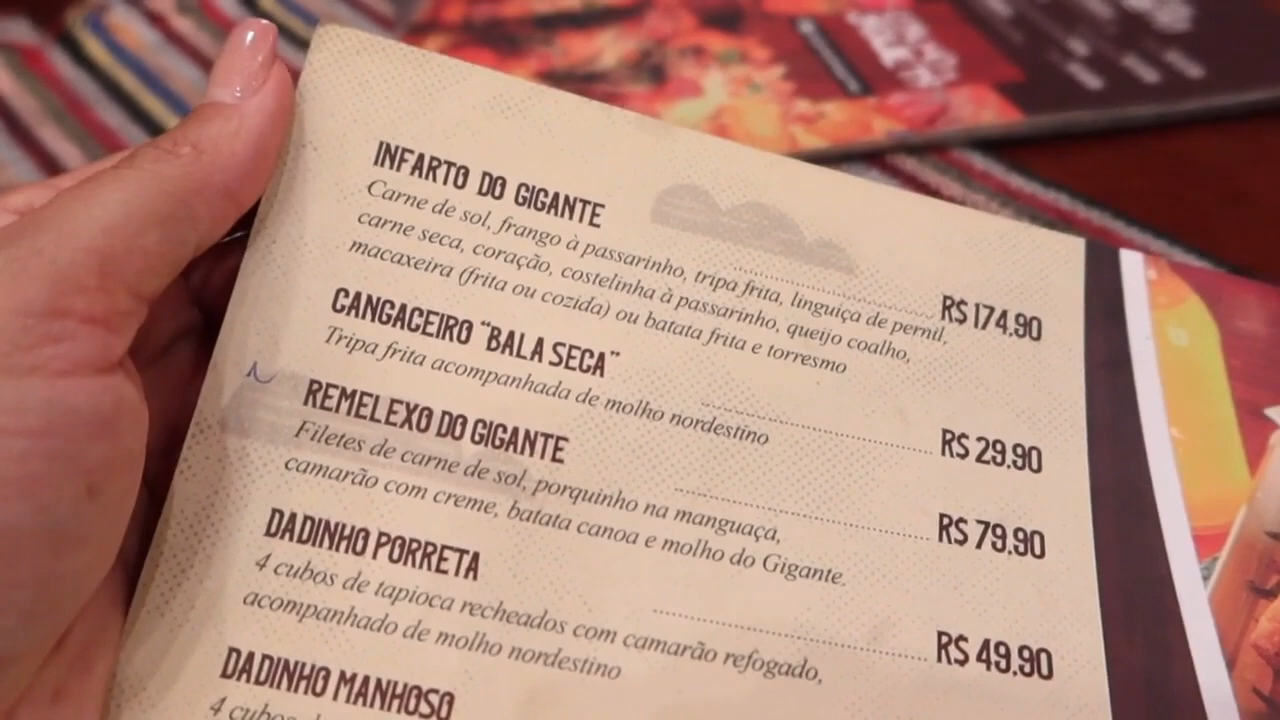 INFARTO DO GIGANTE
Carne de sol, frango à passarinho, tripa frita, linguiça de pernil,
carne seca, coração, costelinha à passarinho, queijo coalho,
macaxeira (frita ou cozida) ou batata frita e torresmo
R$ 174,90
CANGACEIRO "BALA SECA"
Tripa frita acompanhada de molho nordestino
R$ 29,90
REMELEXO DO GIGANTE
Filetes de carne de sol, porquinho na manguaça,
camarão com creme, batata canoa e molho do Gigante.
R$ 79,90
DADINHO PORRETA
4 cubos de tapioca recheados com camarão refogado,
acompanhado de molho nordestino
R$ 49,90
DADINHO MANHOSO
4 cubos